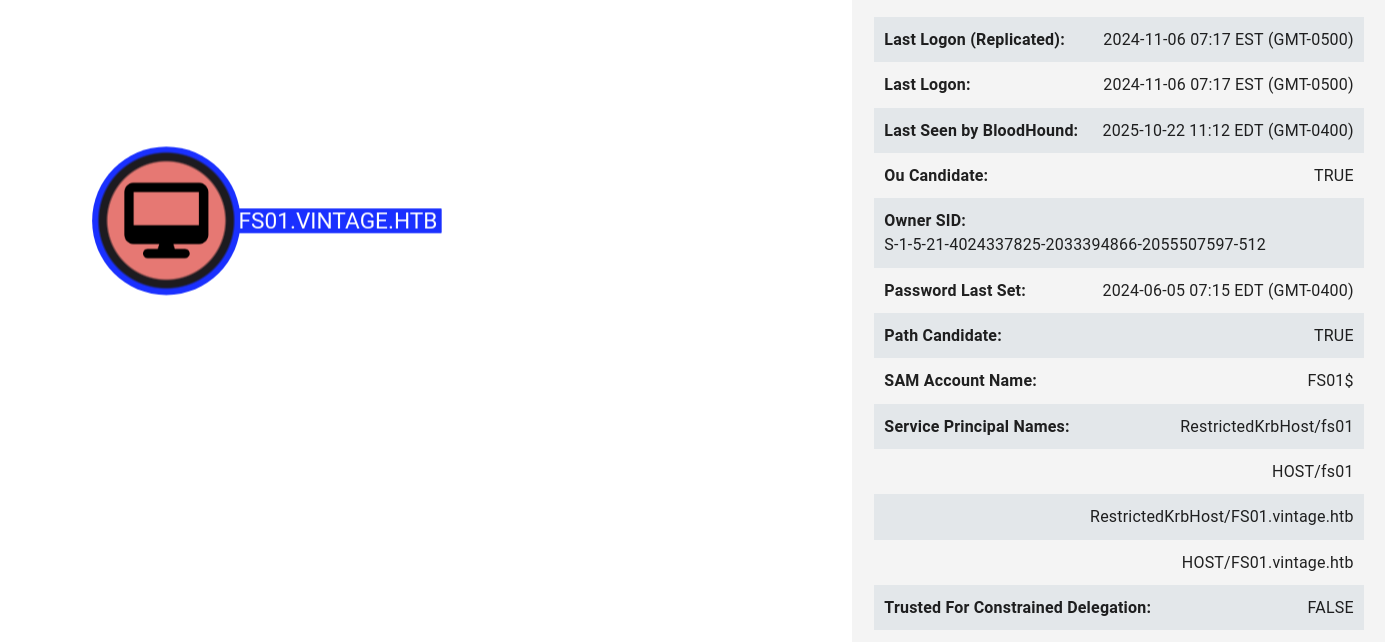 FS01.VINTAGE.HTB
Last Logon (Replicated): 2024-11-06 07:17 EST (GMT-0500)
Last Logon: 2024-11-06 07:17 EST (GMT-0500)
Last Seen by BloodHound: 2025-10-22 11:12 EDT (GMT-0400)
Ou Candidate: TRUE
Owner SID:
S-1-5-21-4024337825-2033394866-2055507597-512
Password Last Set: 2024-06-05 07:15 EDT (GMT-0400)
Path Candidate: TRUE
SAM Account Name: FS01$
Service Principal Names: RestrictedKrbHost/fs01
HOST/fs01
RestrictedKrbHost/FS01.vintage.htb
HOST/FS01.vintage.htb
Trusted For Constrained Delegation: FALSE